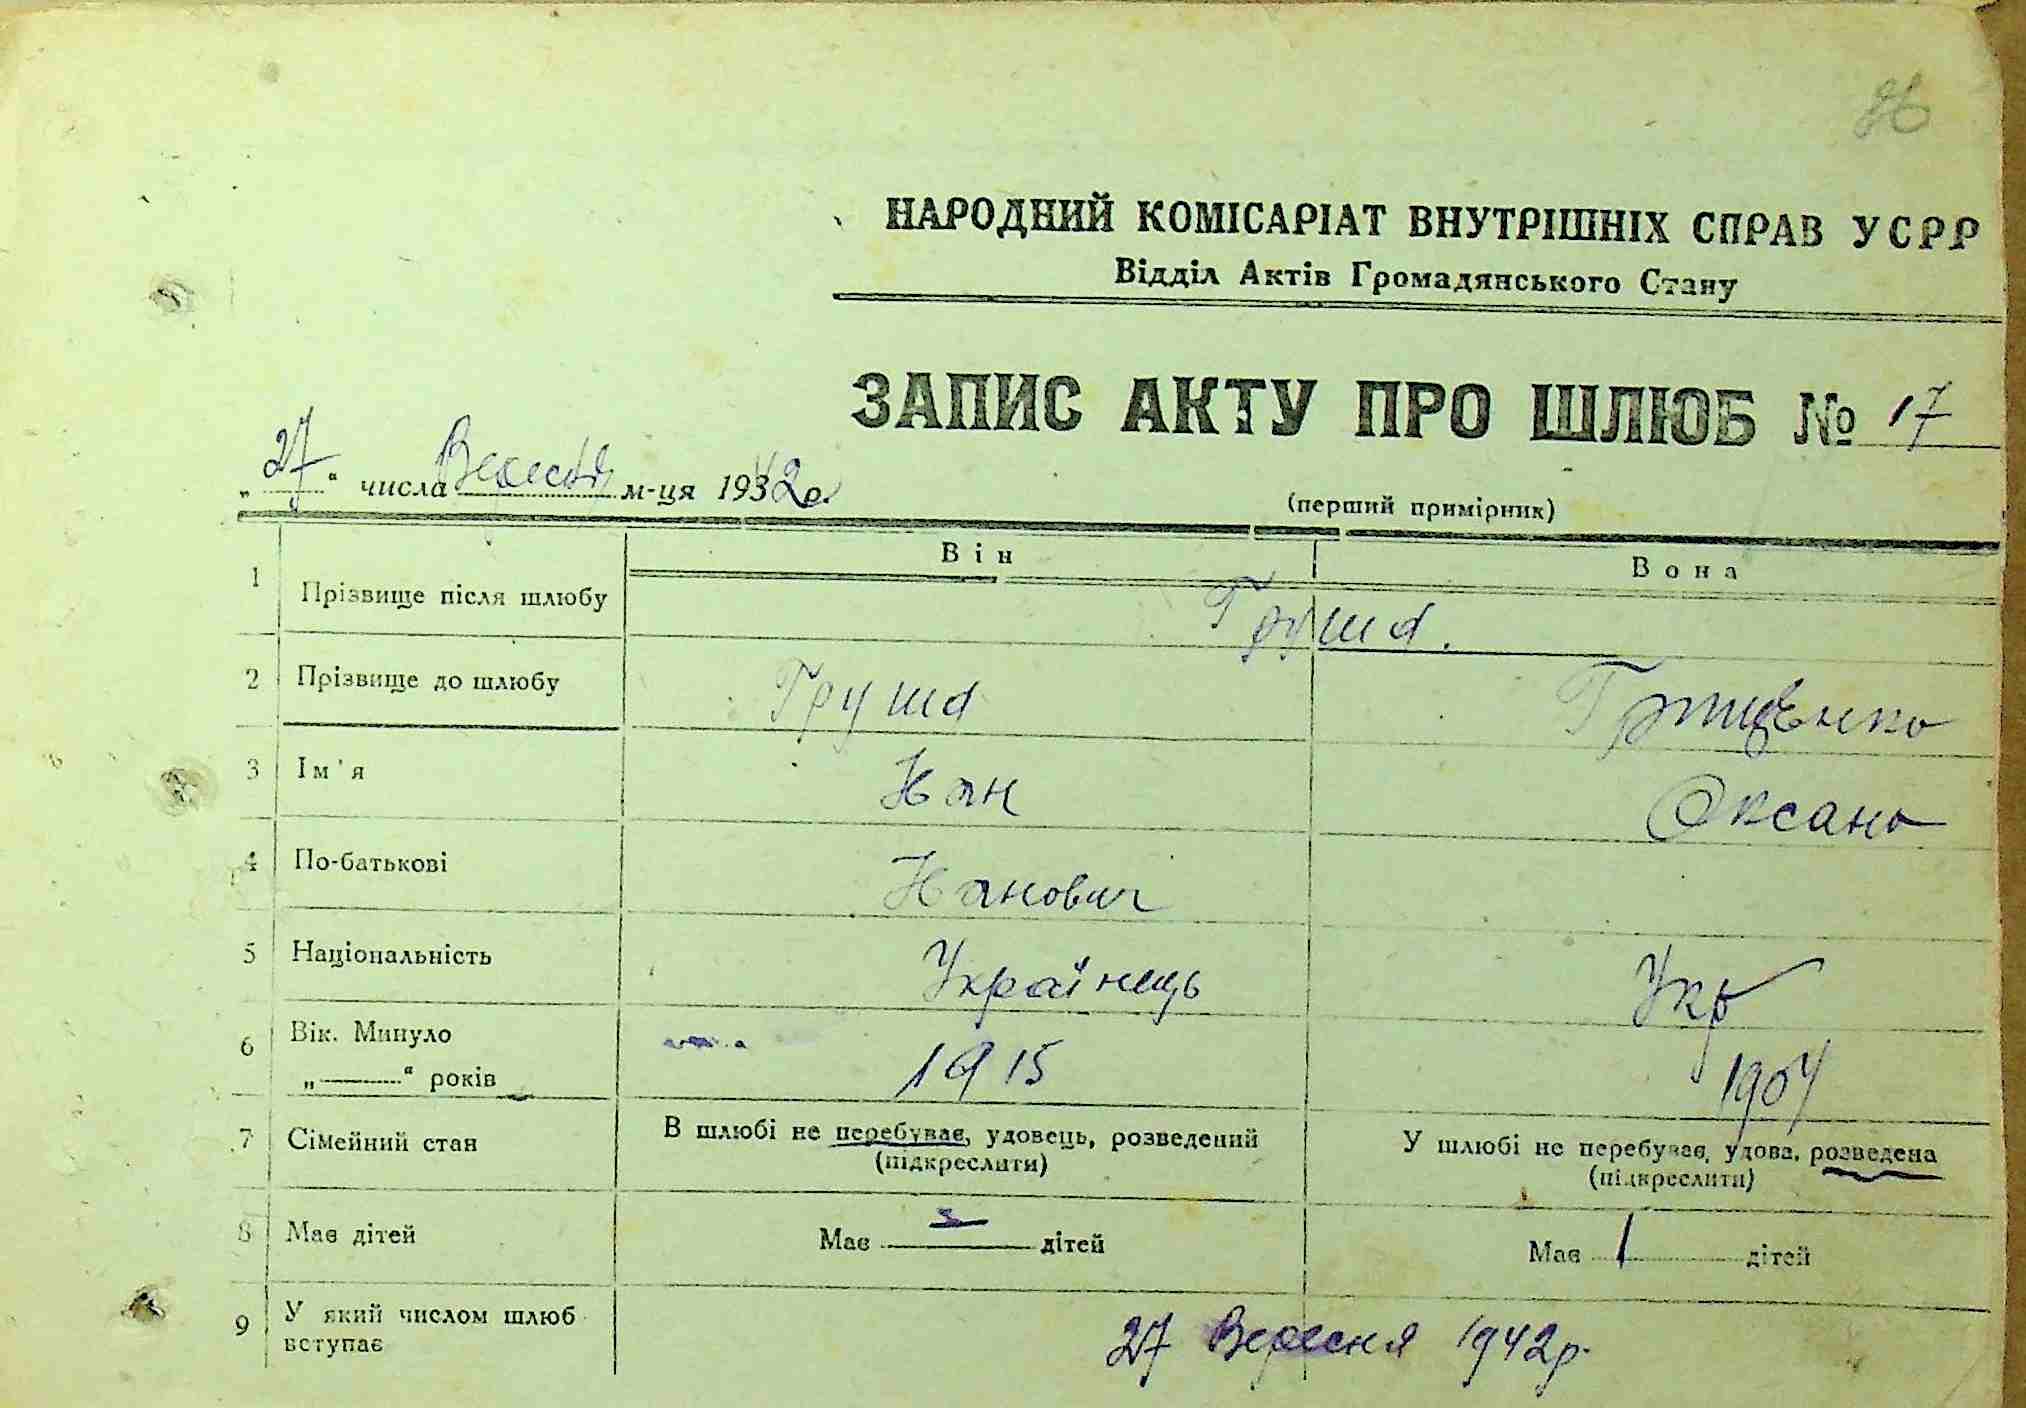 НАРОДНИЙ КОМІСАРІАТ ВНУТРІШНІХ СПРАВ УСРР
Відділ Актів Громадянського Стану
ЗАПИС АКТУ ПРО ШЛЮБ № 17
„27“ числа Вересня м-ця 1942р.
(перший примірник)
Він Вона
1 Прізвище після шлюбу Груша.
2 Прізвище до шлюбу Груша Грищенко
3 Ім'я Іван Оксана
4 По-батькові Іванович
5 Національність Українець Укр
6 Вік. Минуло
„———“ років 1915 1904
7 Сімейний стан В шлюбі не перебуває, удовець, розведений У шлюбі не перебуває, удова, розведена
(підкреслити) (підкреслити)
8 Має дітей Має дітей Має 1 дітей
9 У який числом шлюб
вступає 27 Вересня 1942р.